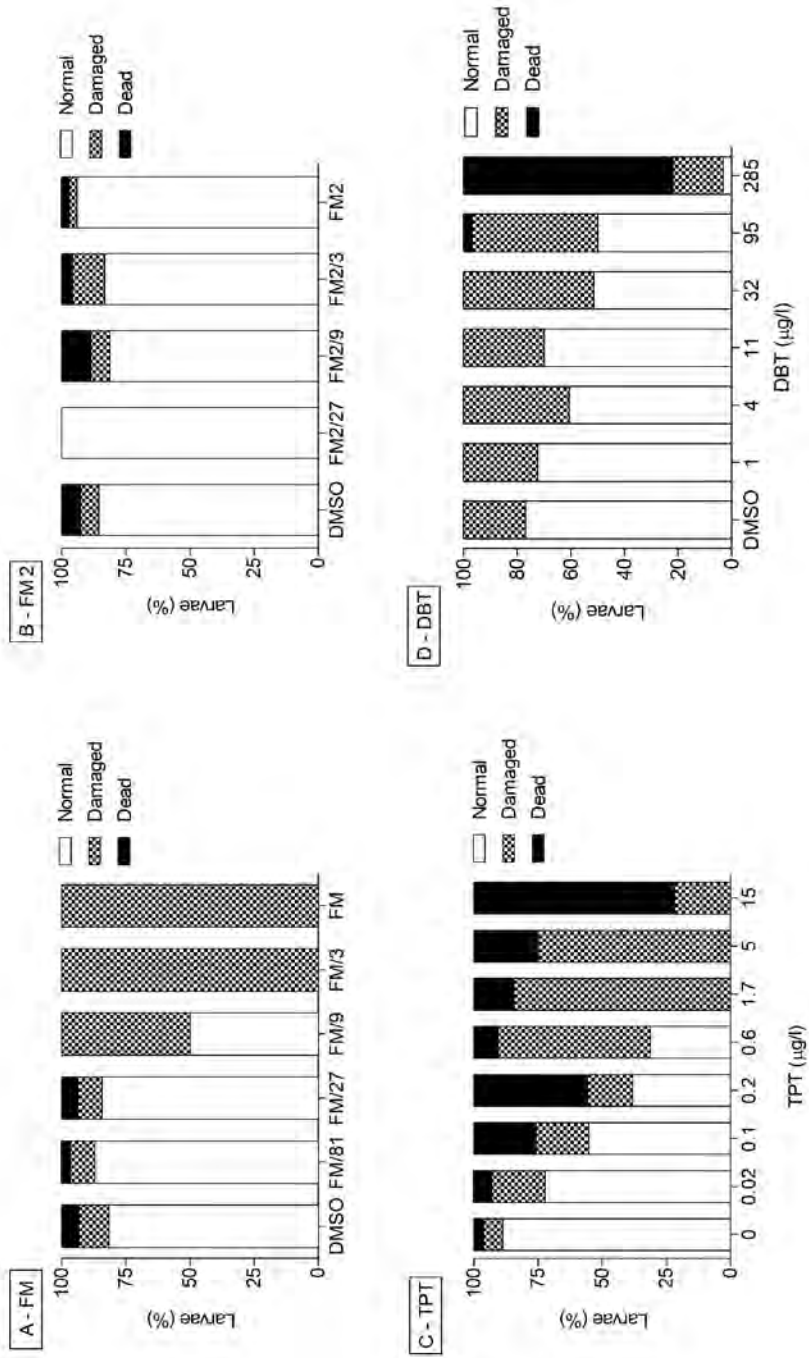 A - FM
Normal
Damaged
Dead
Larvae (%)
100
75
50
25
0
DMSO FM/81 FM/27 FM/9 FM/3 FM
B - FM2
Normal
Damaged
Dead
Larvae (%)
100
75
50
25
0
DMSO FM2/27 FM2/9 FM2/3 FM2
C - TPT
Normal
Damaged
Dead
Larvae (%)
100
75
50
25
0
0 0.02 0.1 0.2 0.6 1.7 5 15
TPT (µg/l)
D - DBT
Normal
Damaged
Dead
Larvae (%)
100
80
60
40
20
0
DMSO 1 4 11 32 95 285
DBT (µg/l)